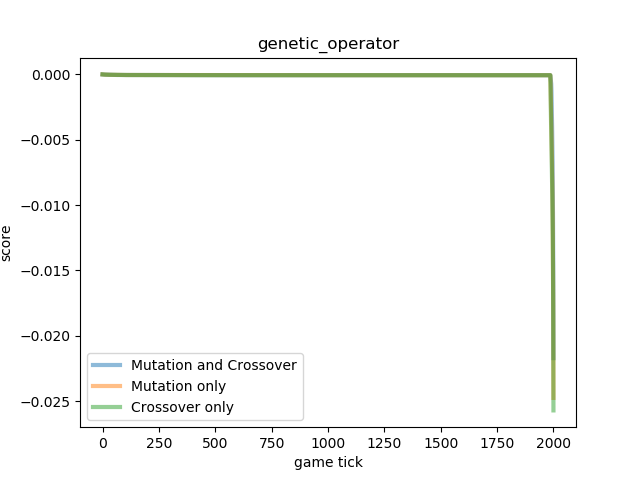 genetic_operator
0.000
−0.005
−0.010
−0.015
−0.020
−0.025
score
Mutation and Crossover
Mutation only
Crossover only
0 250 500 750 1000 1250 1500 1750 2000
game tick